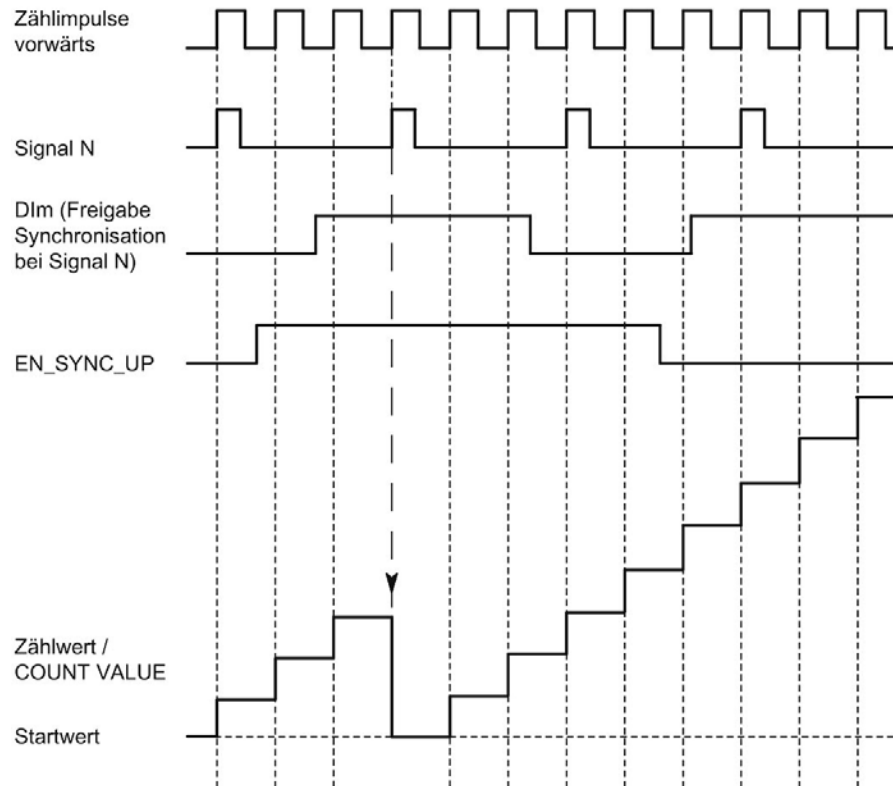 Zählimpulse
vorwärts
Signal N
DIm (Freigabe
Synchronisation
bei Signal N)
EN_SYNC_UP
Zählwert /
COUNT VALUE
Startwert